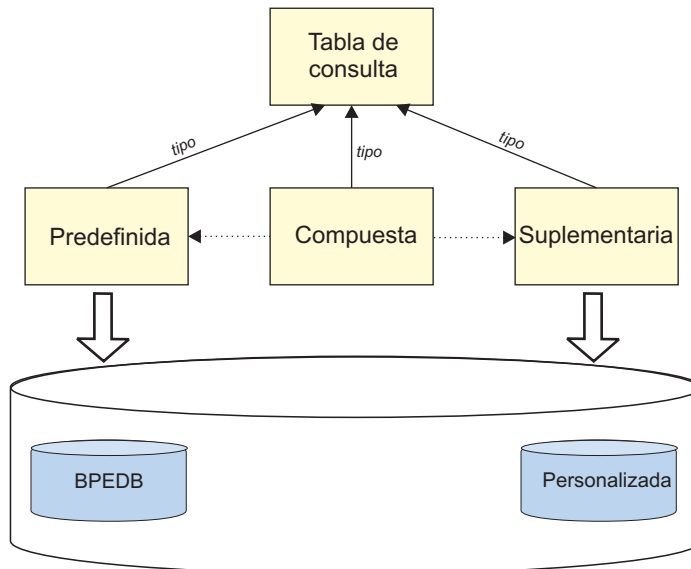 Tabla de
consulta
tipo
tipo
tipo
Predefinida
Compuesta
Suplementaria
BPEDB
Personalizada